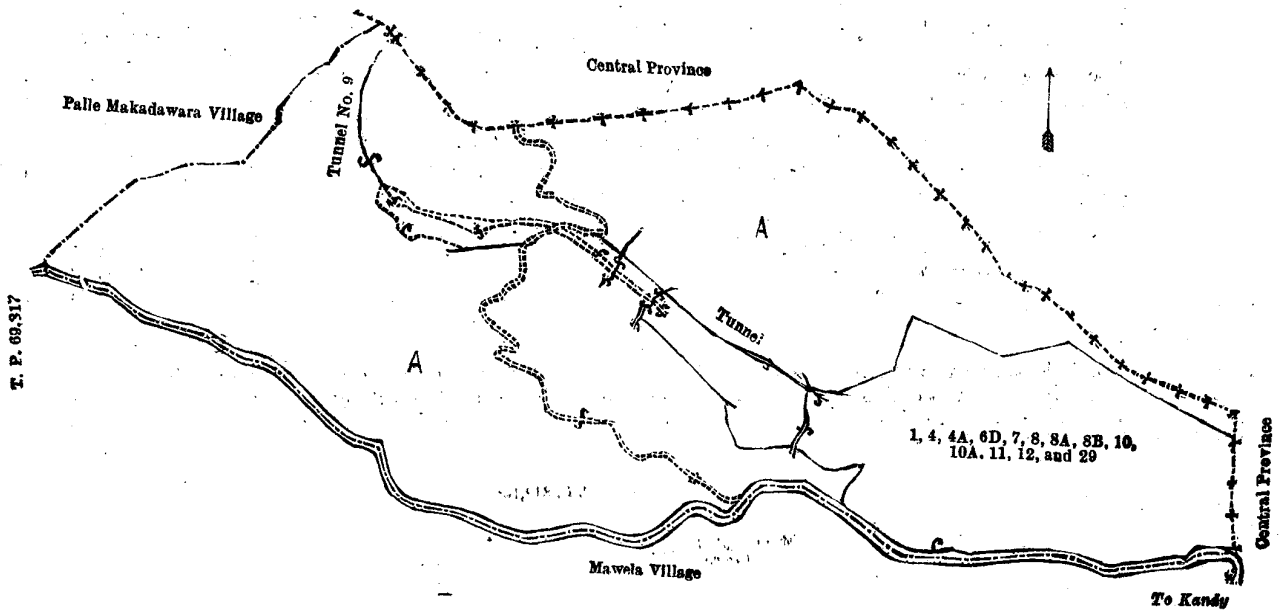 Central Province
Palle Makadawara Village
Tunnel No. 9
A
Tunnel
T. P. 69,317
A
1, 4, 4A, 6D, 7, 8, 8A, 8B, 10,
10A. 11, 12, and 29
Central Province
Mawela Village
To Kandy